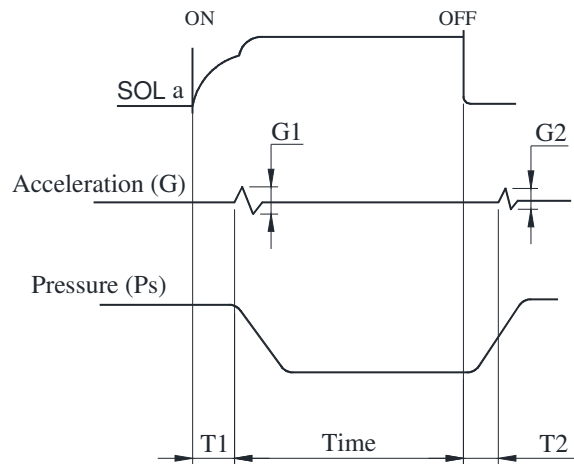 ON OFF
SOL a
G1 G2
Acceleration (G)
Pressure (Ps)
T1 Time T2